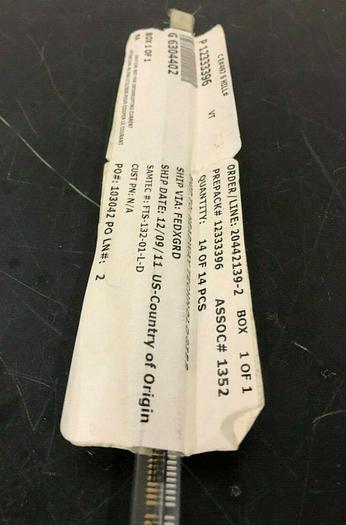 ORDER/LINE: 20442139-2 BOX 1 OF 1
P 12333396 PREPACK# 12333396 ASSOC# 1352
VT
QUANTITY: 14 OF 14 PCS
G 6304402
SHIP VIA: FEDXGRD
SHIP DATE: 12/09/11 US-Country of Origin
BOX 1 OF 1
SAMTEC #: FTS-132-01-L-D
CUST PN: N/A
PO#: 103042 PO LN#: 2